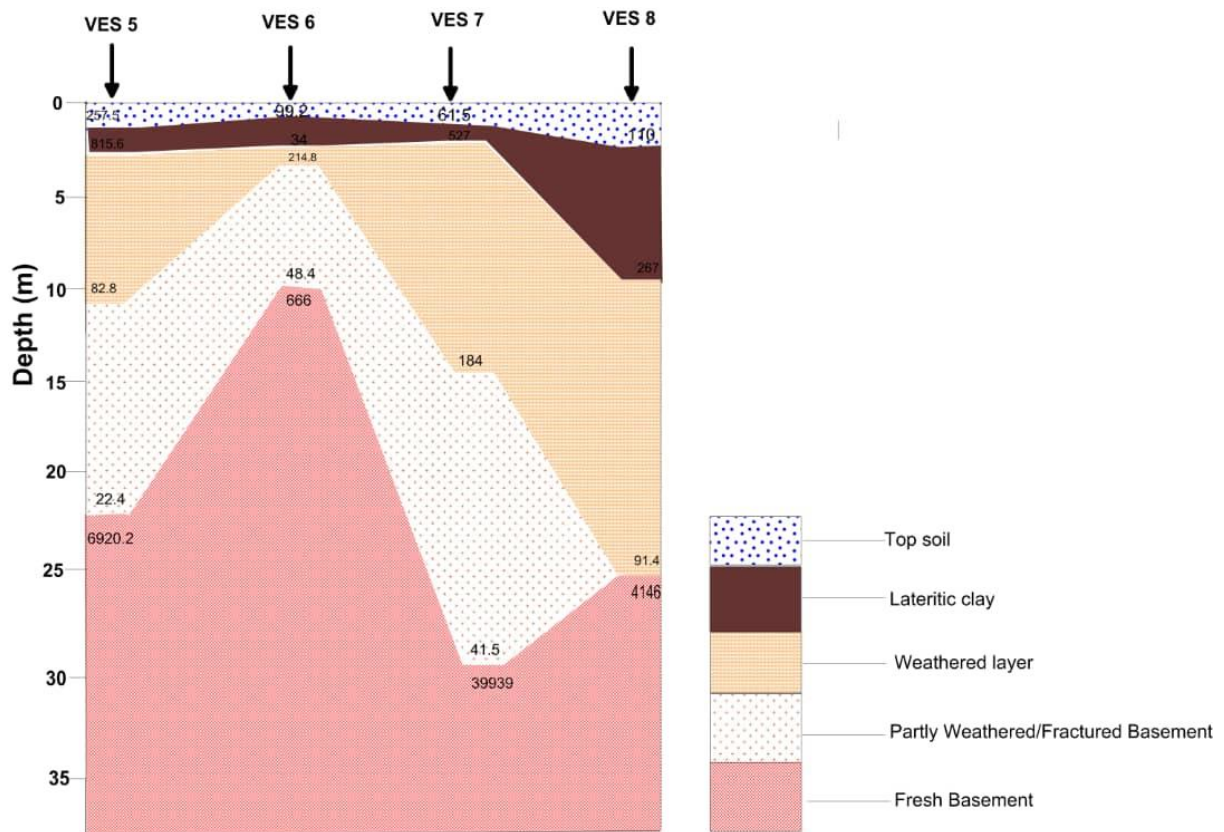 VES 5
VES 6
VES 7
VES 8
0
257.5
99.2
61.5
110
815.6
34
527
214.8
5
267
10
82.8
48.4
666
184
15
Depth (m)
20
22.4
6920.2
25
91.4
4146
41.5
30
39939
35
Top soil
Lateritic clay
Weathered layer
Partly Weathered/Fractured Basement
Fresh Basement